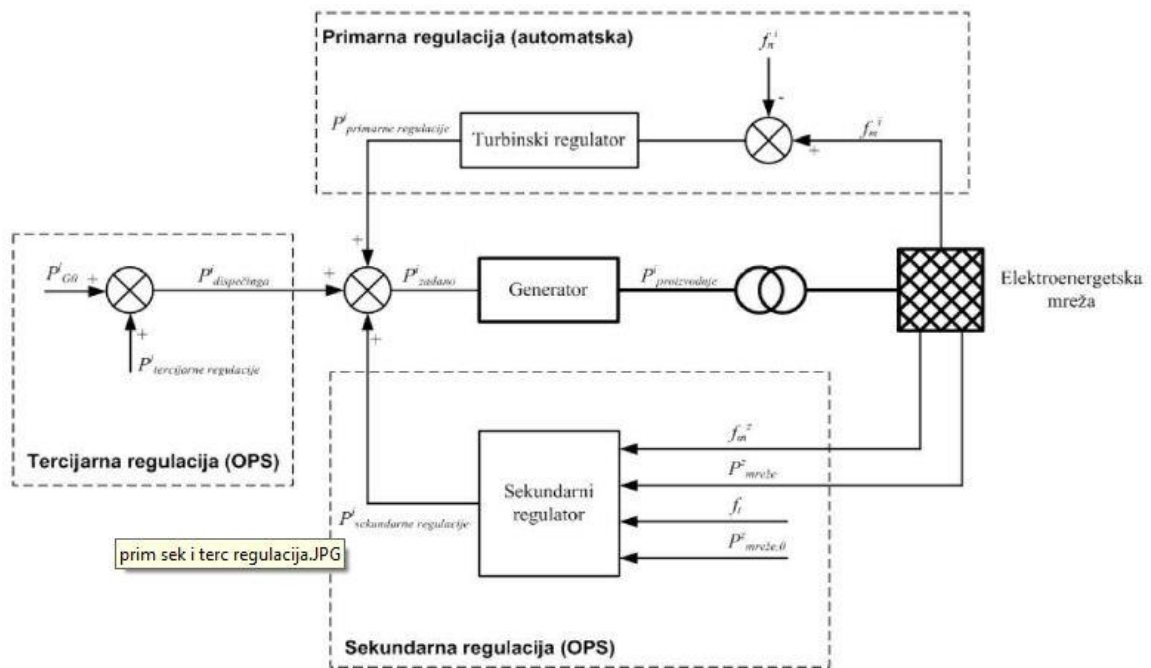 Primarna regulacija (automatska)
f_n^i
-
P^i_primarne regulacije
Turbinski regulator
f_m^i
+
+
P^i_G0
+
P^i_dispečinga
+
P^i_zadano
Generator
P^i_proizvodnje
Elektroenergetska
mreža
+
+
P^i_tercijarne regulacije
Tercijarna regulacija (OPS)
f_m^z
P^z_mreže
Sekundarni
regulator
f_t
P^z_mreže,0
P^i_sekundarne regulacije
prim sek i terc regulacija.JPG
Sekundarna regulacija (OPS)